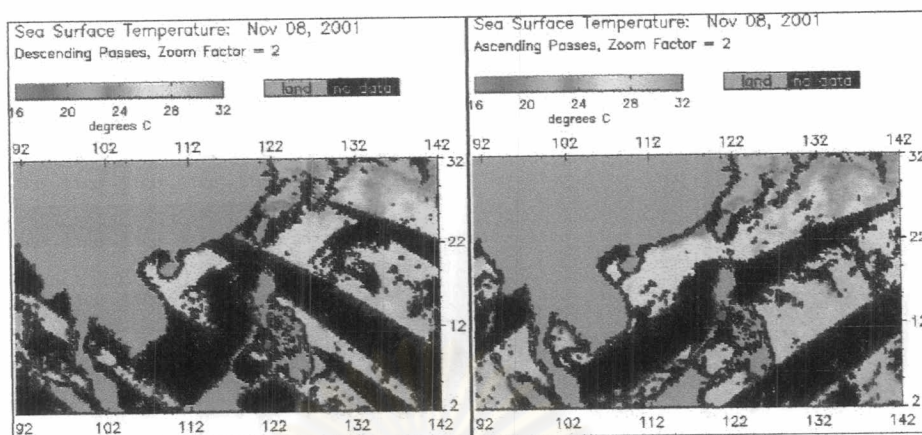 Sea Surface Temperature: Nov 08, 2001
Descending Passes, Zoom Factor = 2
land no data
16 20 24 28 32
degrees C
92 102 112 122 132 142
32
22
12
2
92 102 112 122 132 142
Sea Surface Temperature: Nov 08, 2001
Ascending Passes, Zoom Factor = 2
land no data
16 20 24 28 32
degrees C
92 102 112 122 132 142
32
22
12
2
92 102 112 122 132 142